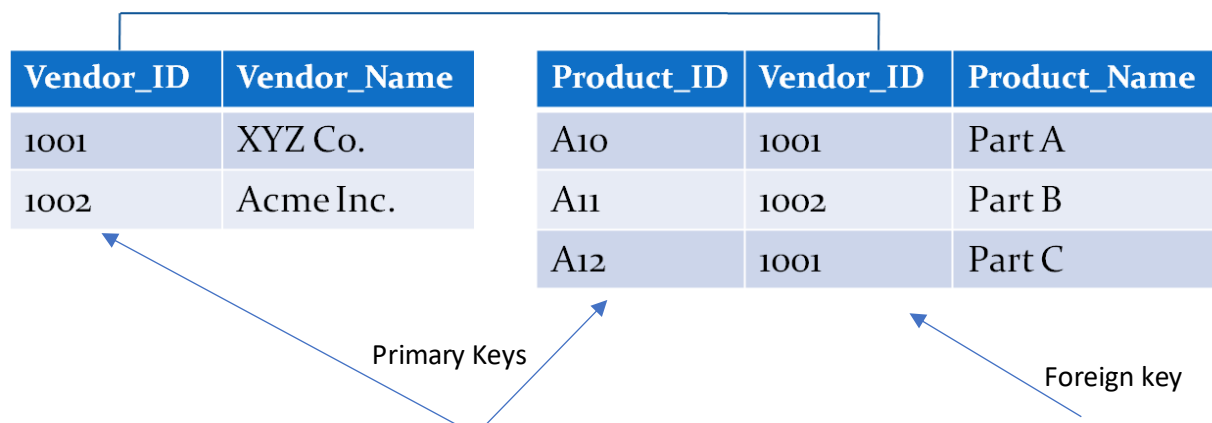 Vendor_ID Vendor_Name
1001 XYZ Co.
1002 Acme Inc.
Product_ID Vendor_ID Product_Name
A10 1001 Part A
A11 1002 Part B
A12 1001 Part C
Primary Keys
Foreign key